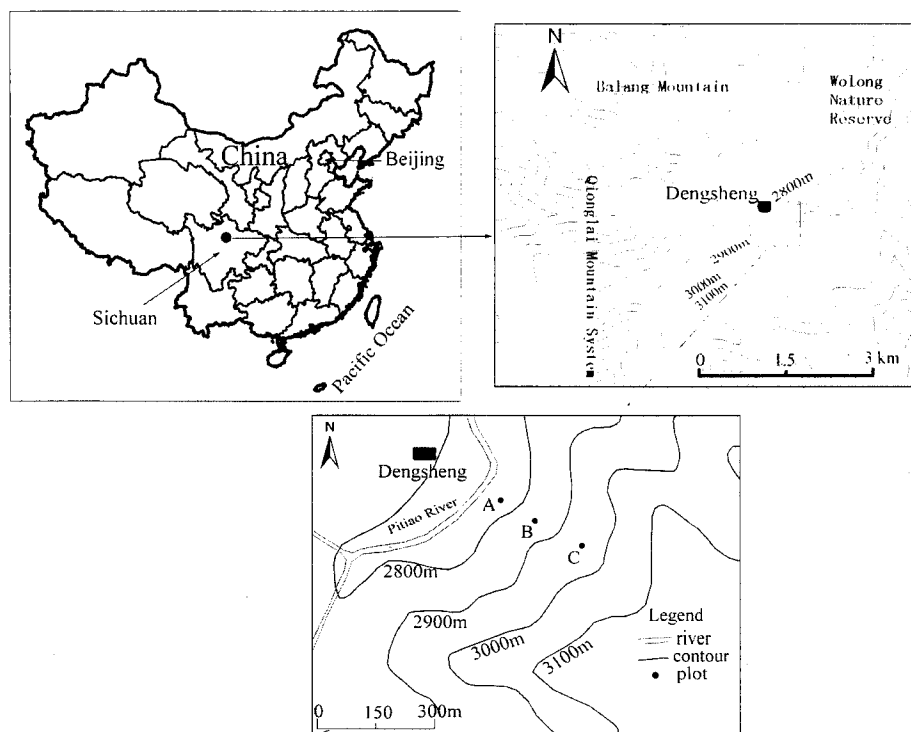 China
Beijing
Sichuan
Pacific Ocean
N
Balang Mountain
Wolong
Nature
Reserve
Qionglai Mountain System
Dengsheng
2800m
2900m
3000m
3100m
0 1.5 3 km
N
Dengsheng
Pitiao River
A
B
C
2800m
2900m
3000m
3100m
Legend
river
contour
plot
0 150 300m